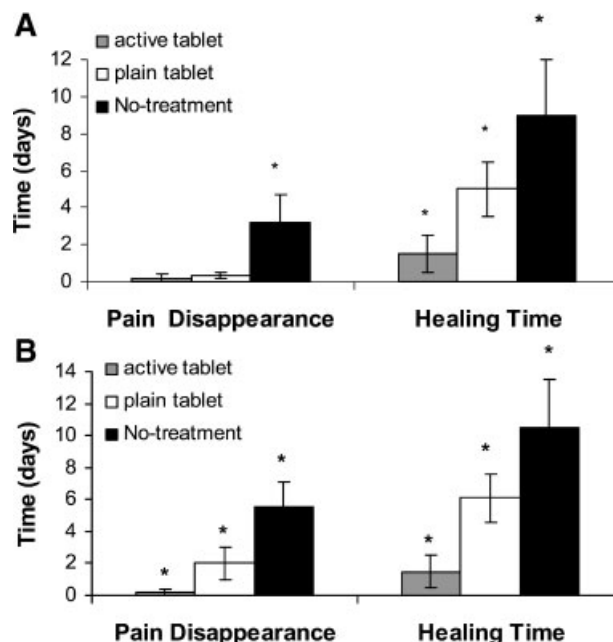 A
active tablet
plain tablet
No-treatment
Time (days)
12
10
8
6
4
2
0
*
*
*
*
Pain Disappearance
Healing Time
B
active tablet
plain tablet
No-treatment
Time (days)
14
12
10
8
6
4
2
0
*
*
*
*
*
*
Pain Disappearance
Healing Time